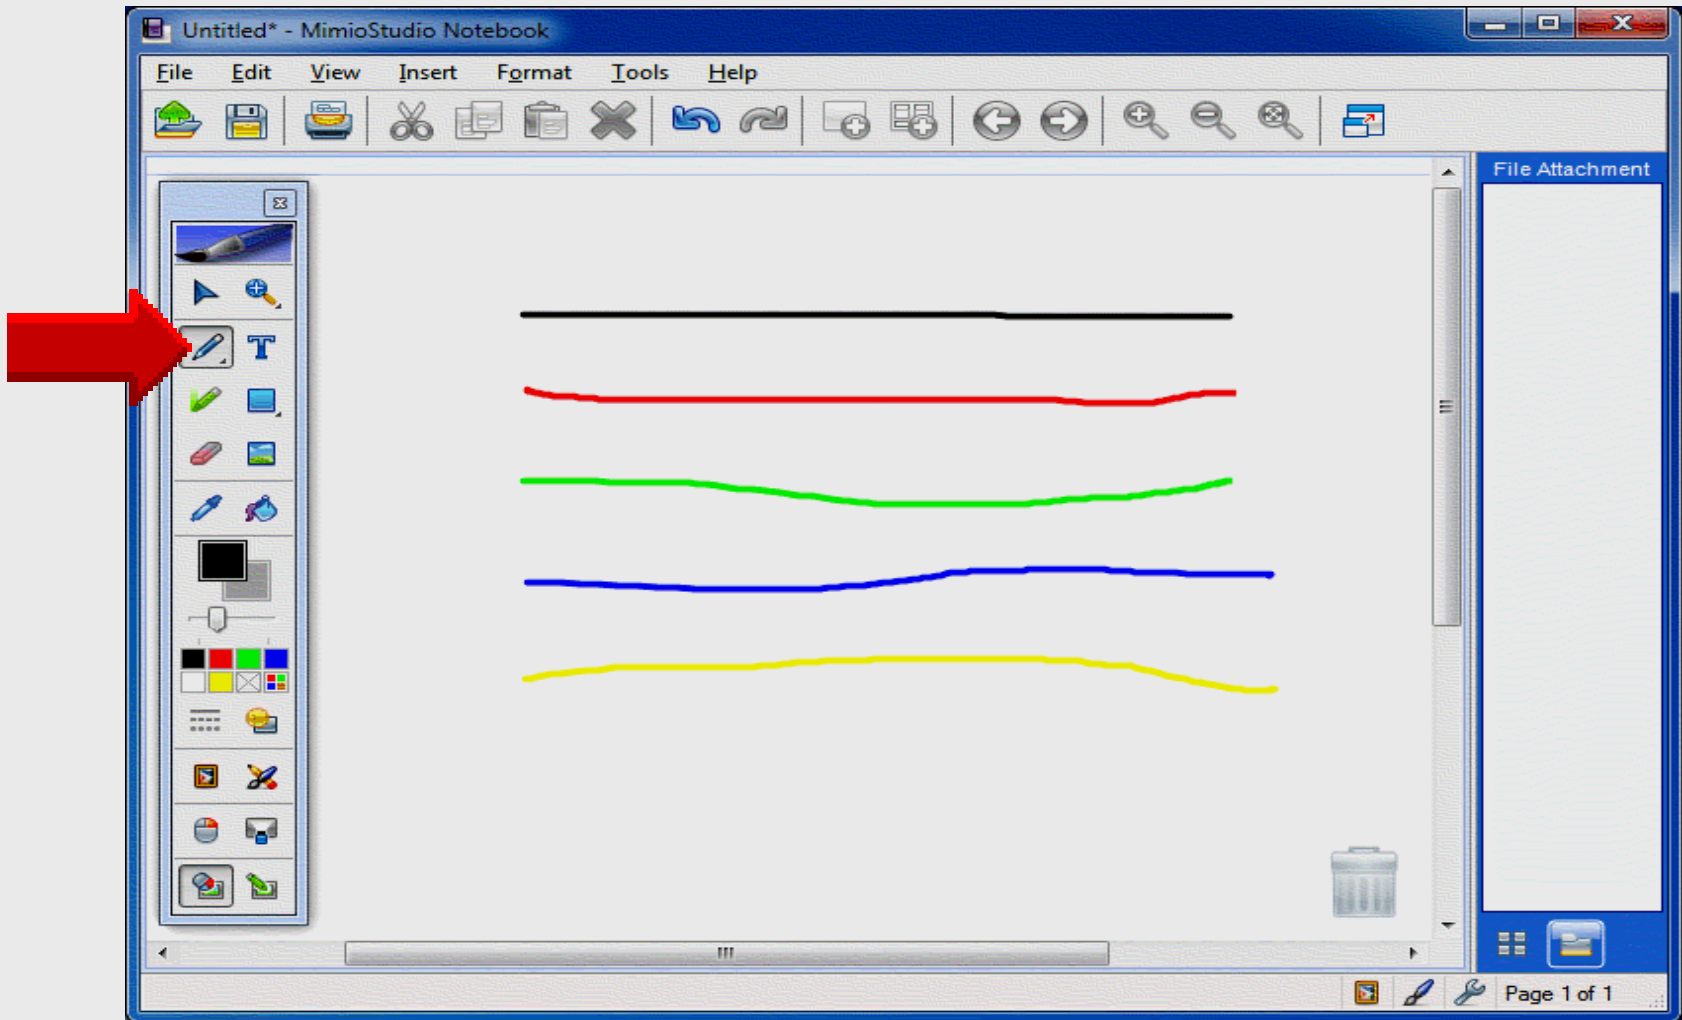 Untitled* - MimioStudio Notebook
File Edit View Insert Format Tools Help
File Attachment
T
Page 1 of 1